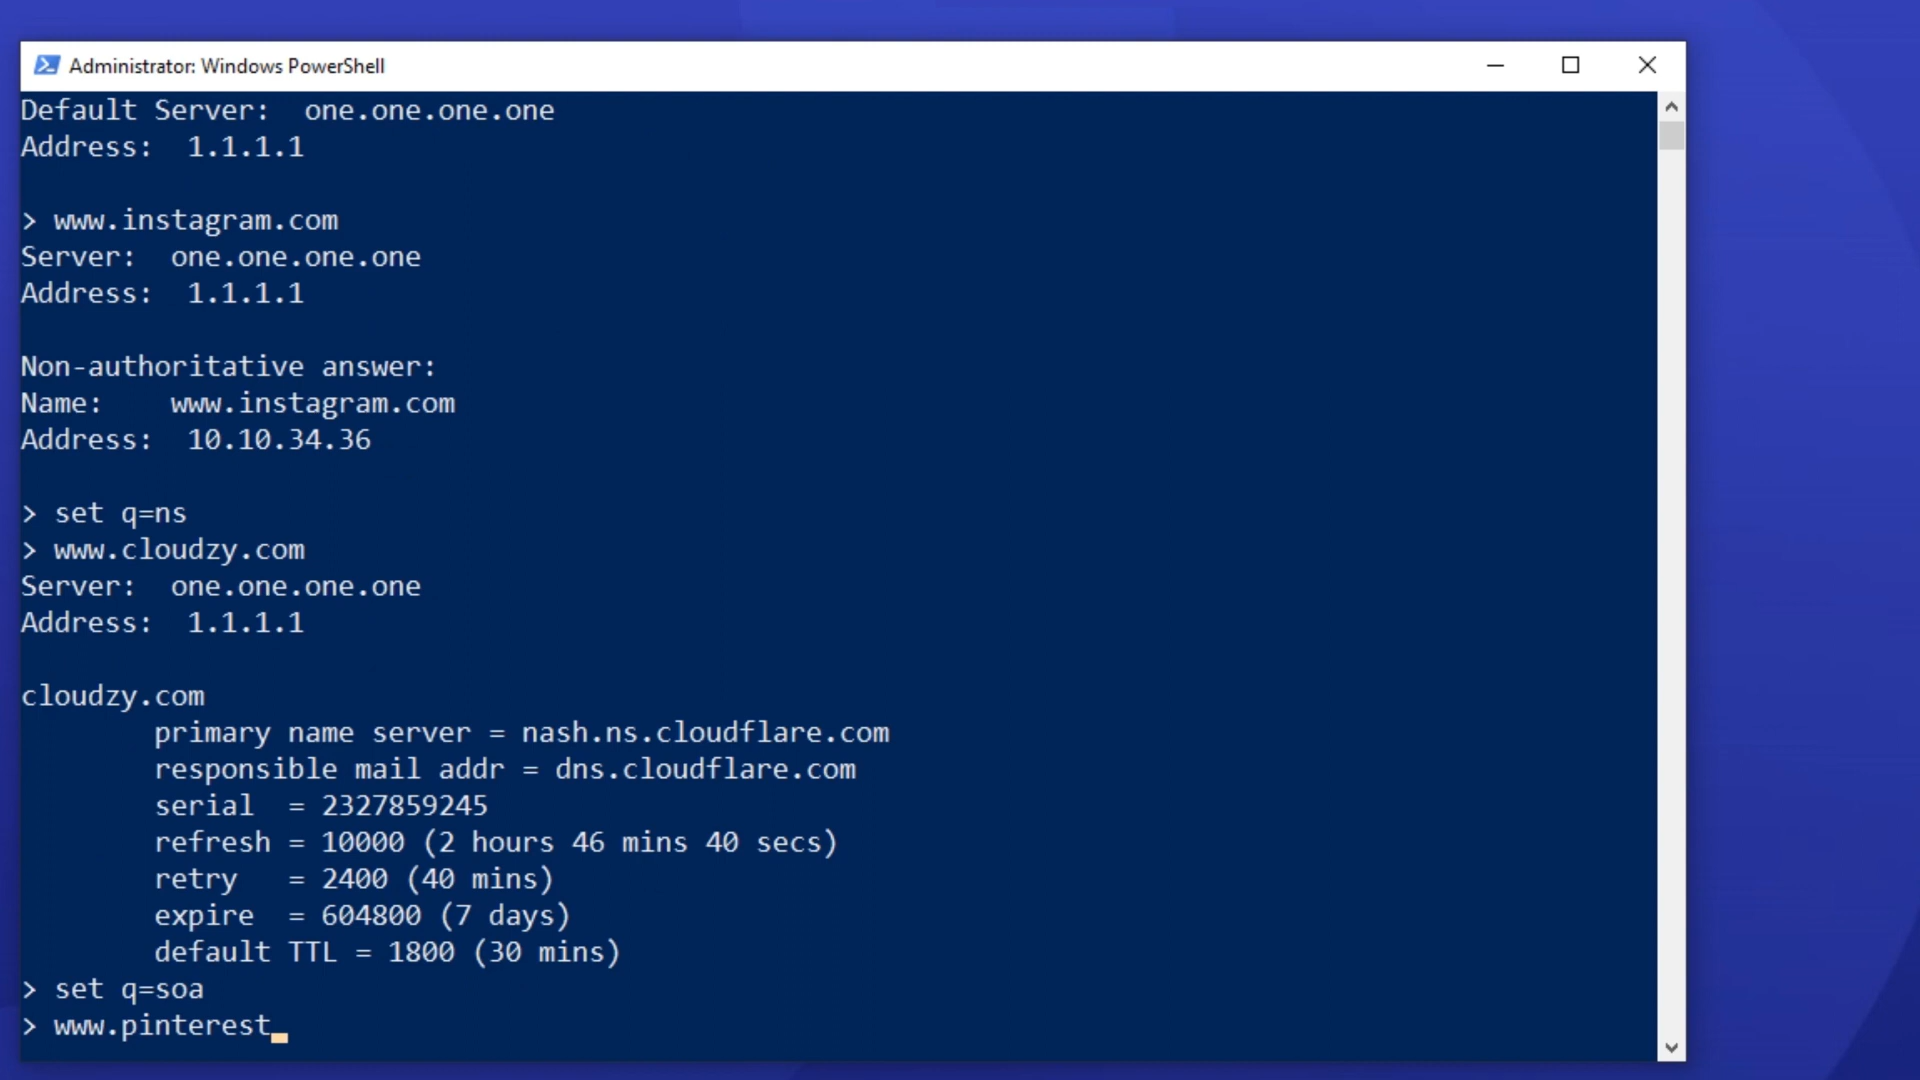 Administrator: Windows PowerShell
Default Server:  one.one.one.one
Address:  1.1.1.1

> www.instagram.com
Server:  one.one.one.one
Address:  1.1.1.1

Non-authoritative answer:
Name:    www.instagram.com
Address:  10.10.34.36

> set q=ns
> www.cloudzy.com
Server:  one.one.one.one
Address:  1.1.1.1

cloudzy.com
        primary name server = nash.ns.cloudflare.com
        responsible mail addr = dns.cloudflare.com
        serial  = 2327859245
        refresh = 10000 (2 hours 46 mins 40 secs)
        retry   = 2400 (40 mins)
        expire  = 604800 (7 days)
        default TTL = 1800 (30 mins)
> set q=soa
> www.pinterest